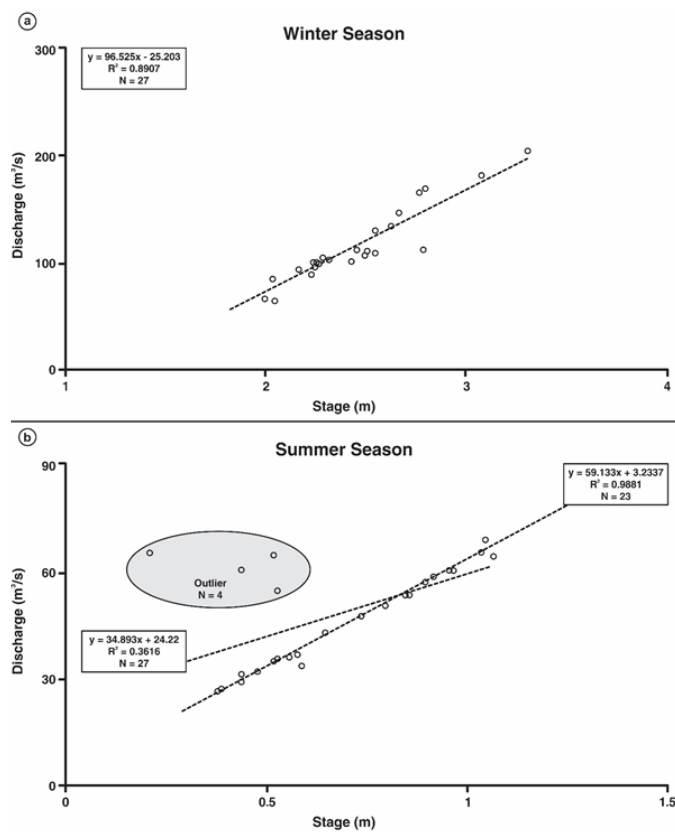 a
Winter Season
300
200
100
0
Discharge (m³/s)
y = 96.525x - 25.203
R² = 0.8907
N = 27
1
2
3
4
Stage (m)
b
Summer Season
90
60
30
0
Discharge (m³/s)
y = 59.133x + 3.2337
R² = 0.9881
N = 23
Outlier
N = 4
y = 34.893x + 24.22
R² = 0.3616
N = 27
0
0.5
1
1.5
Stage (m)